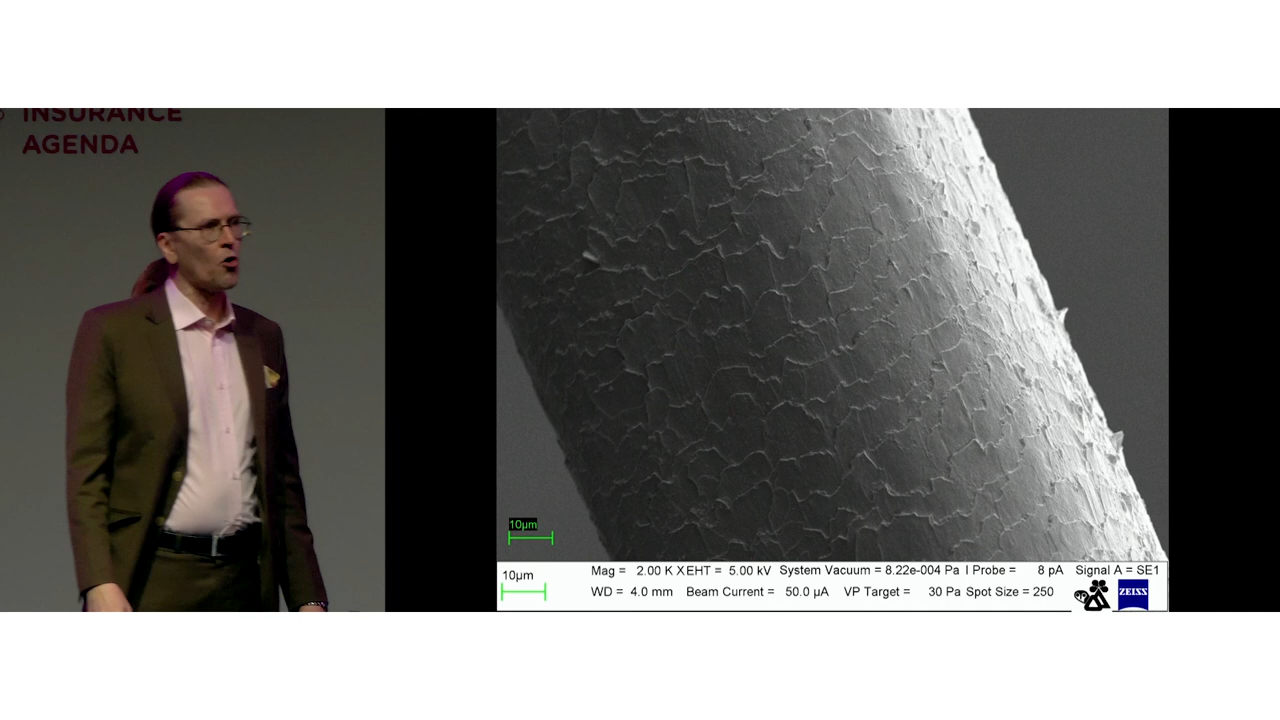 INSURANCE
AGENDA
10µm
10µm
Mag = 2.00 K X EHT = 5.00 kV System Vacuum = 8.22e-004 Pa I Probe = 8 pA Signal A = SE1
WD = 4.0 mm Beam Current = 50.0 µA VP Target = 30 Pa Spot Size = 250
ZEISS